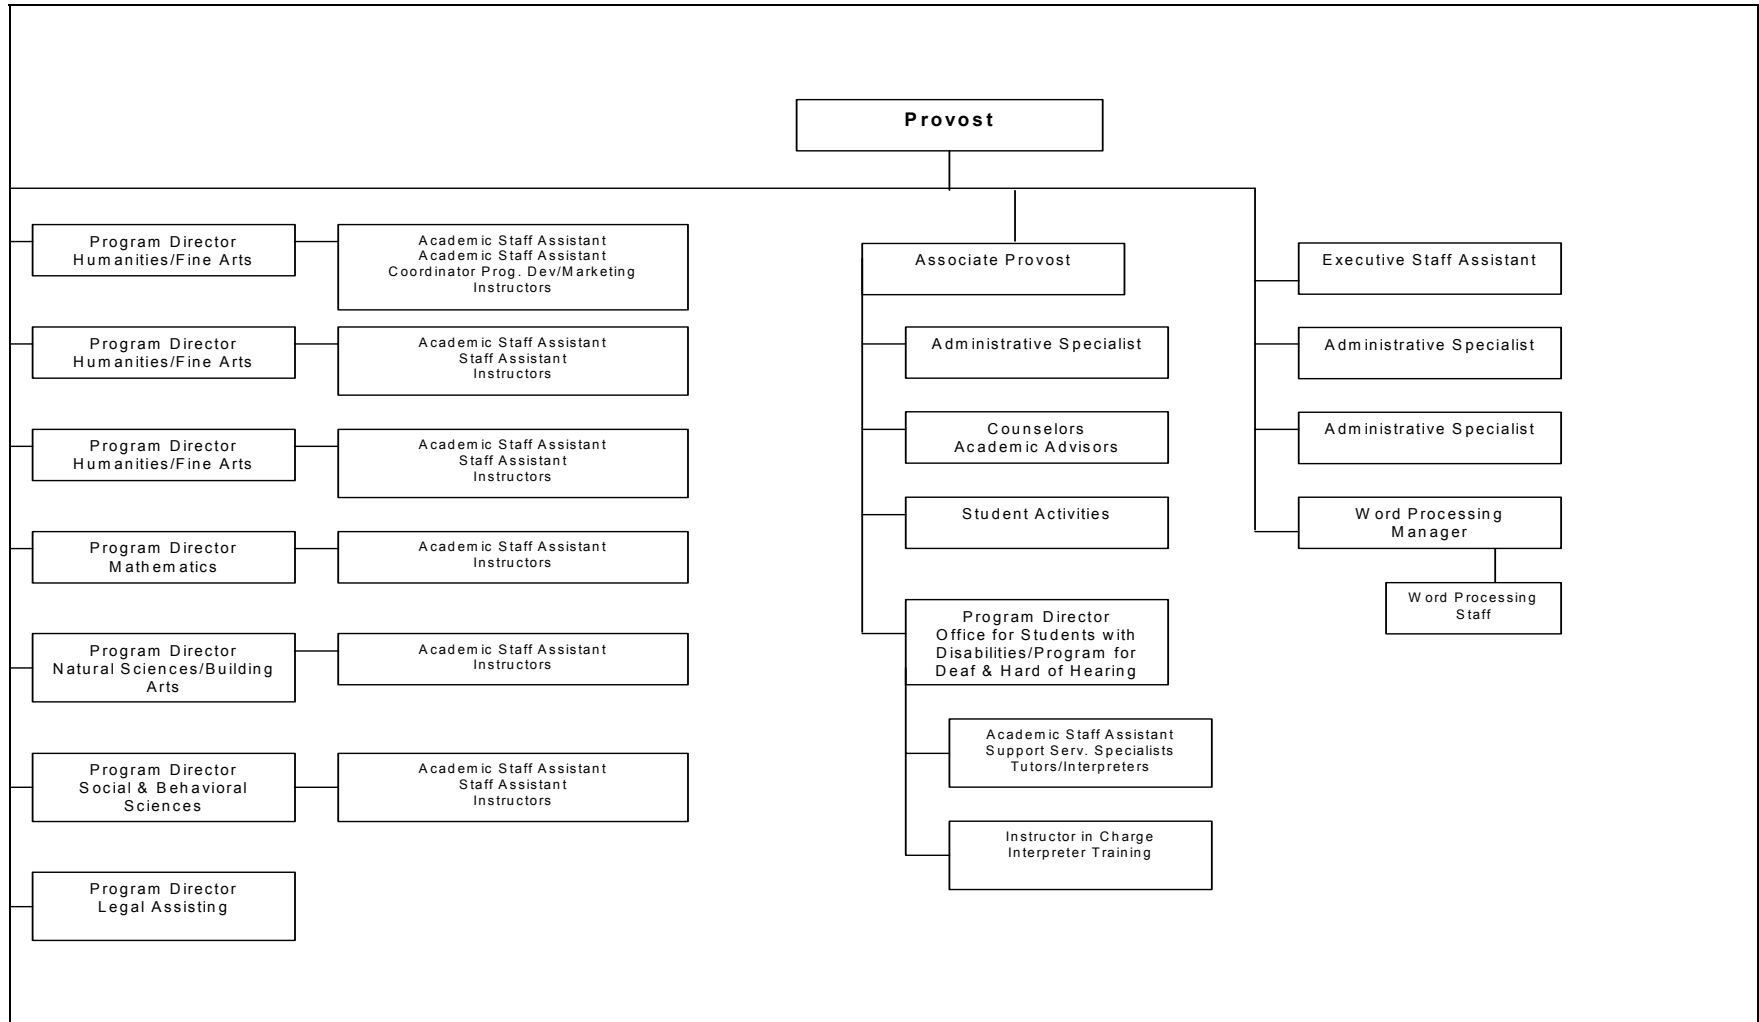 Provost
Program Director
Humanities/Fine Arts
Academic Staff Assistant
Academic Staff Assistant
Coordinator Prog. Dev/Marketing
Instructors
Program Director
Humanities/Fine Arts
Academic Staff Assistant
Staff Assistant
Instructors
Program Director
Humanities/Fine Arts
Academic Staff Assistant
Staff Assistant
Instructors
Program Director
Mathematics
Academic Staff Assistant
Instructors
Program Director
Natural Sciences/Building
Arts
Academic Staff Assistant
Instructors
Program Director
Social & Behavioral
Sciences
Academic Staff Assistant
Staff Assistant
Instructors
Program Director
Legal Assisting
Associate Provost
Administrative Specialist
Counselors
Academic Advisors
Student Activities
Program Director
Office for Students with
Disabilities/Program for
Deaf & Hard of Hearing
Academic Staff Assistant
Support Serv. Specialists
Tutors/Interpreters
Instructor in Charge
Interpreter Training
Executive Staff Assistant
Administrative Specialist
Administrative Specialist
Word Processing
Manager
Word Processing
Staff